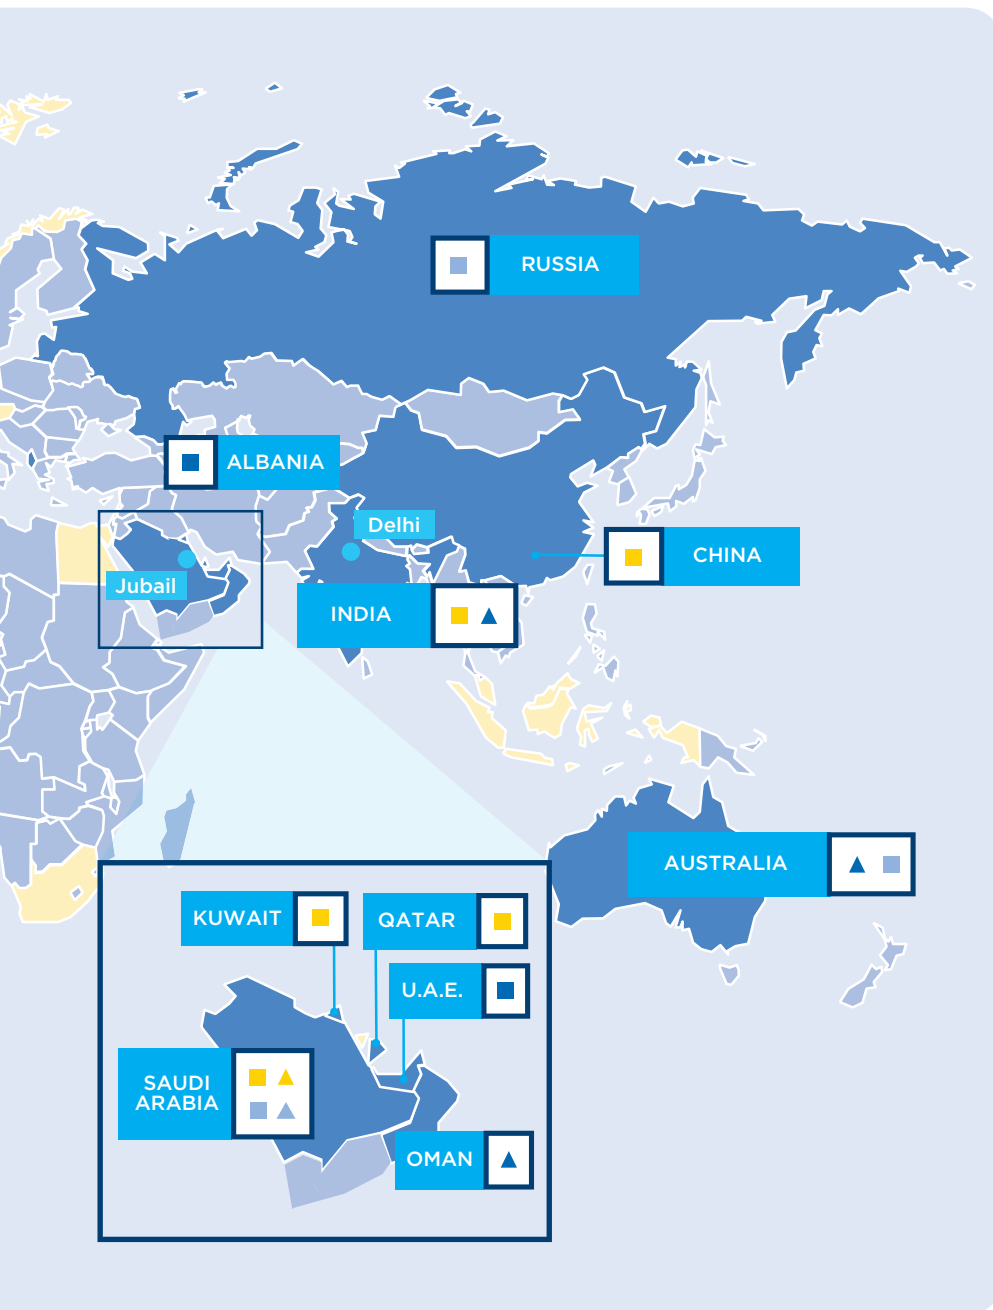 RUSSIA
ALBANIA
Delhi
CHINA
Jubail
INDIA
AUSTRALIA
KUWAIT
QATAR
U.A.E.
SAUDI
ARABIA
OMAN